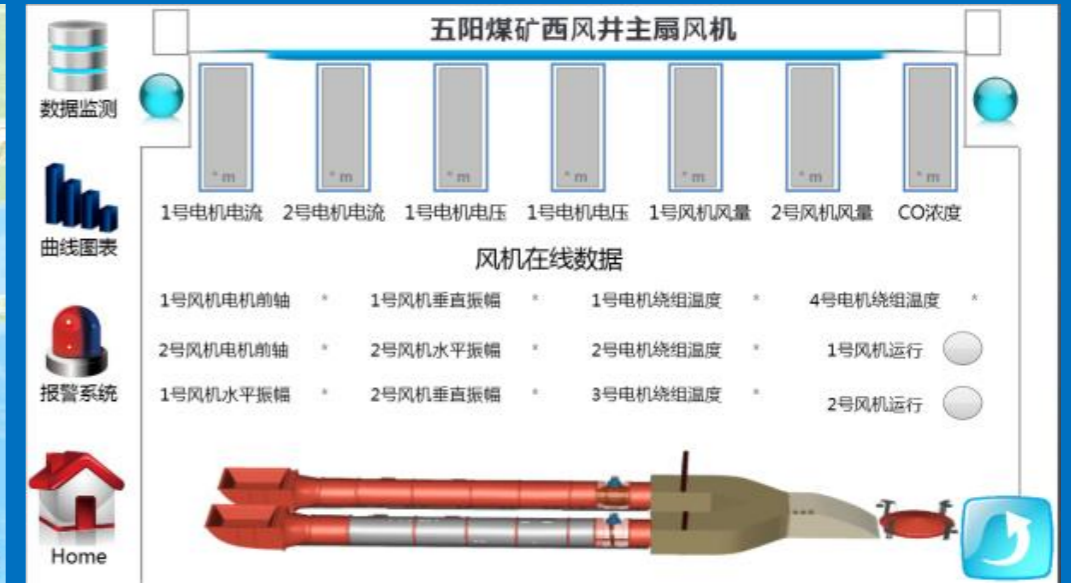 五阳煤矿西风井主扇风机
数据监测
* m * m * m * m * m * m * m
1号电机电流 2号电机电流 1号电机电压 1号电机电压 1号风机风量 2号风机风量 CO浓度
曲线图表
风机在线数据
1号风机电机前轴 * 1号风机垂直振幅 * 1号电机绕组温度 * 4号电机绕组温度 *
2号风机电机前轴 * 2号风机水平振幅 * 2号电机绕组温度 * 1号风机运行
报警系统
1号风机水平振幅 * 2号风机垂直振幅 * 3号电机绕组温度 * 2号风机运行
Home